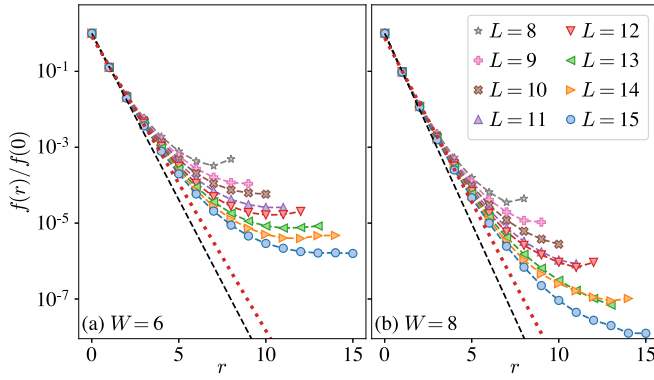 f(r)/f(0)
10⁻¹
10⁻³
10⁻⁵
10⁻⁷
(a) W = 6
0 5 10 15
r
L = 8
L = 9
L = 10
L = 11
L = 12
L = 13
L = 14
L = 15
(b) W = 8
0 5 10 15
r